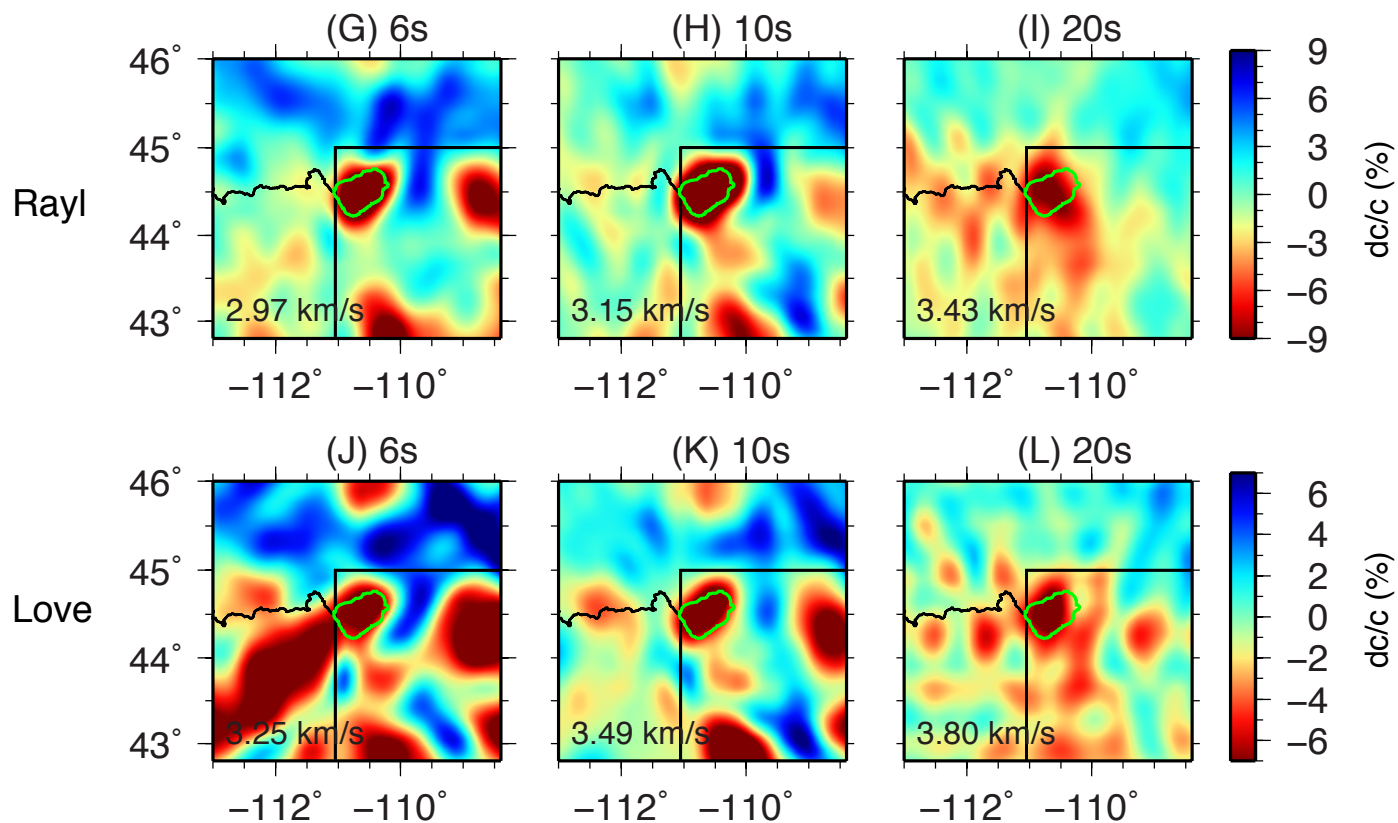 (G) 6s (H) 10s (I) 20s
46˚
45˚
44˚
43˚
Rayl
2.97 km/s 3.15 km/s 3.43 km/s
−112˚ −110˚ −112˚ −110˚ −112˚ −110˚
9
6
3
0
−3
−6
−9
dc/c (%)
(J) 6s (K) 10s (L) 20s
46˚
45˚
44˚
43˚
Love
3.25 km/s 3.49 km/s 3.80 km/s
−112˚ −110˚ −112˚ −110˚ −112˚ −110˚
6
4
2
0
−2
−4
−6
dc/c (%)